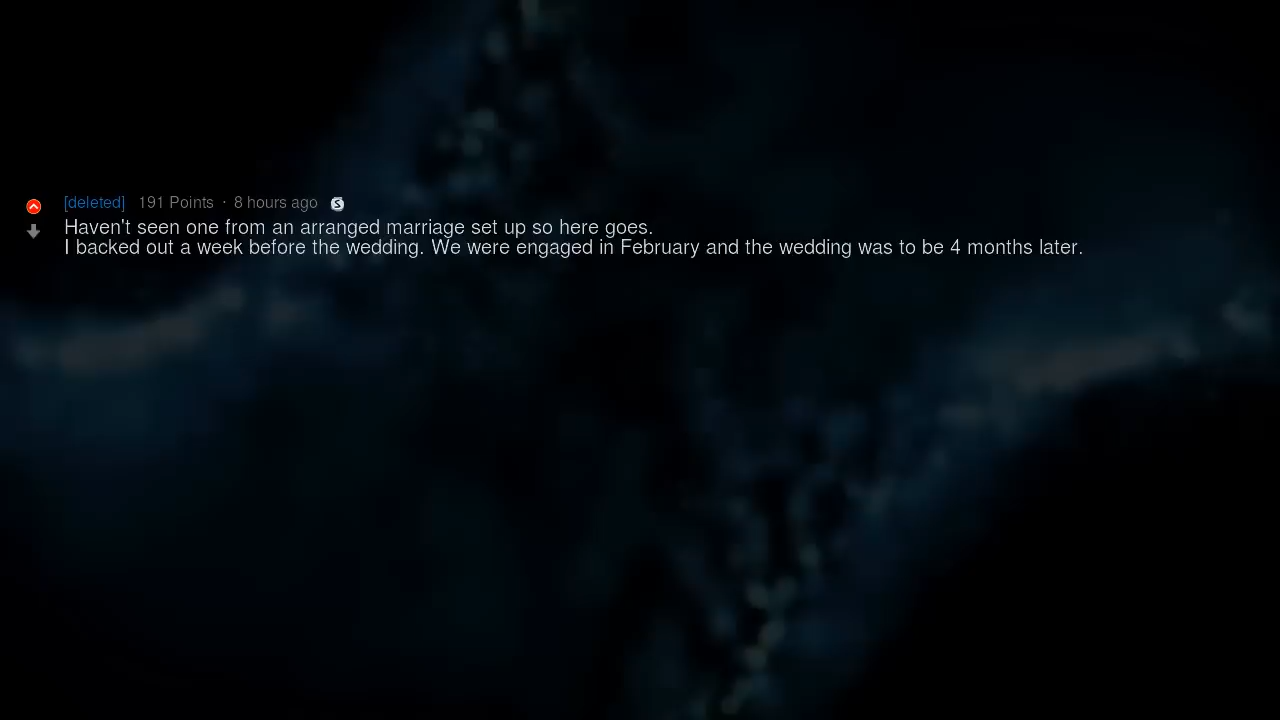 [deleted] 191 Points · 8 hours ago S
Haven't seen one from an arranged marriage set up so here goes.
I backed out a week before the wedding. We were engaged in February and the wedding was to be 4 months later.